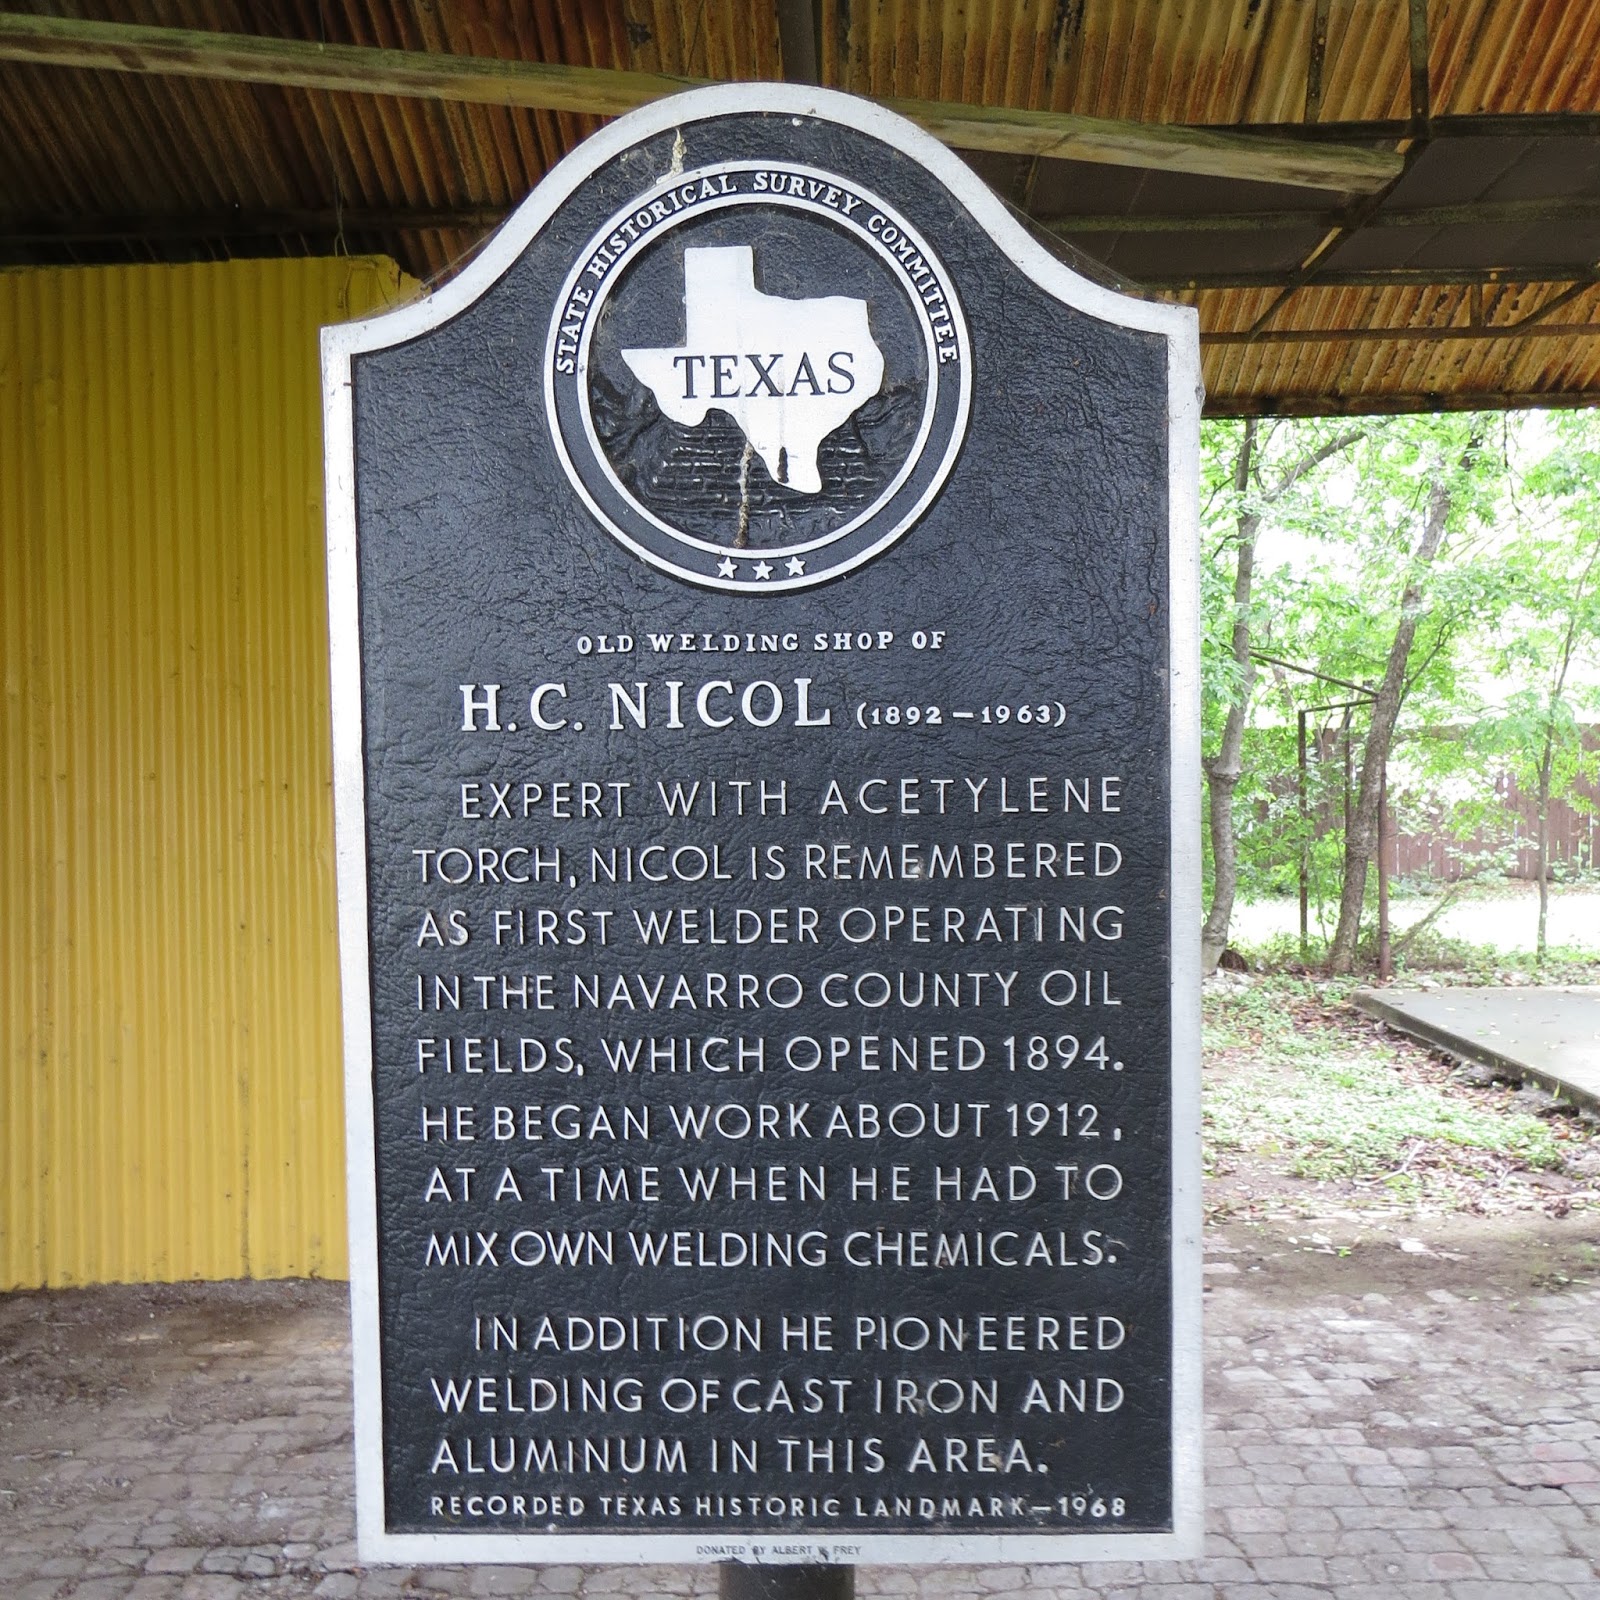 STATE HISTORICAL SURVEY COMMITTEE
TEXAS
OLD WELDING SHOP OF
H.C. NICOL (1892–1963)
EXPERT WITH ACETYLENE
TORCH, NICOL IS REMEMBERED
AS FIRST WELDER OPERATING
IN THE NAVARRO COUNTY OIL
FIELDS, WHICH OPENED 1894.
HE BEGAN WORK ABOUT 1912,
AT A TIME WHEN HE HAD TO
MIX OWN WELDING CHEMICALS.
IN ADDITION HE PIONEERED
WELDING OF CAST IRON AND
ALUMINUM IN THIS AREA.
RECORDED TEXAS HISTORIC LANDMARK–1968
DONATED BY ALBERT W FREY